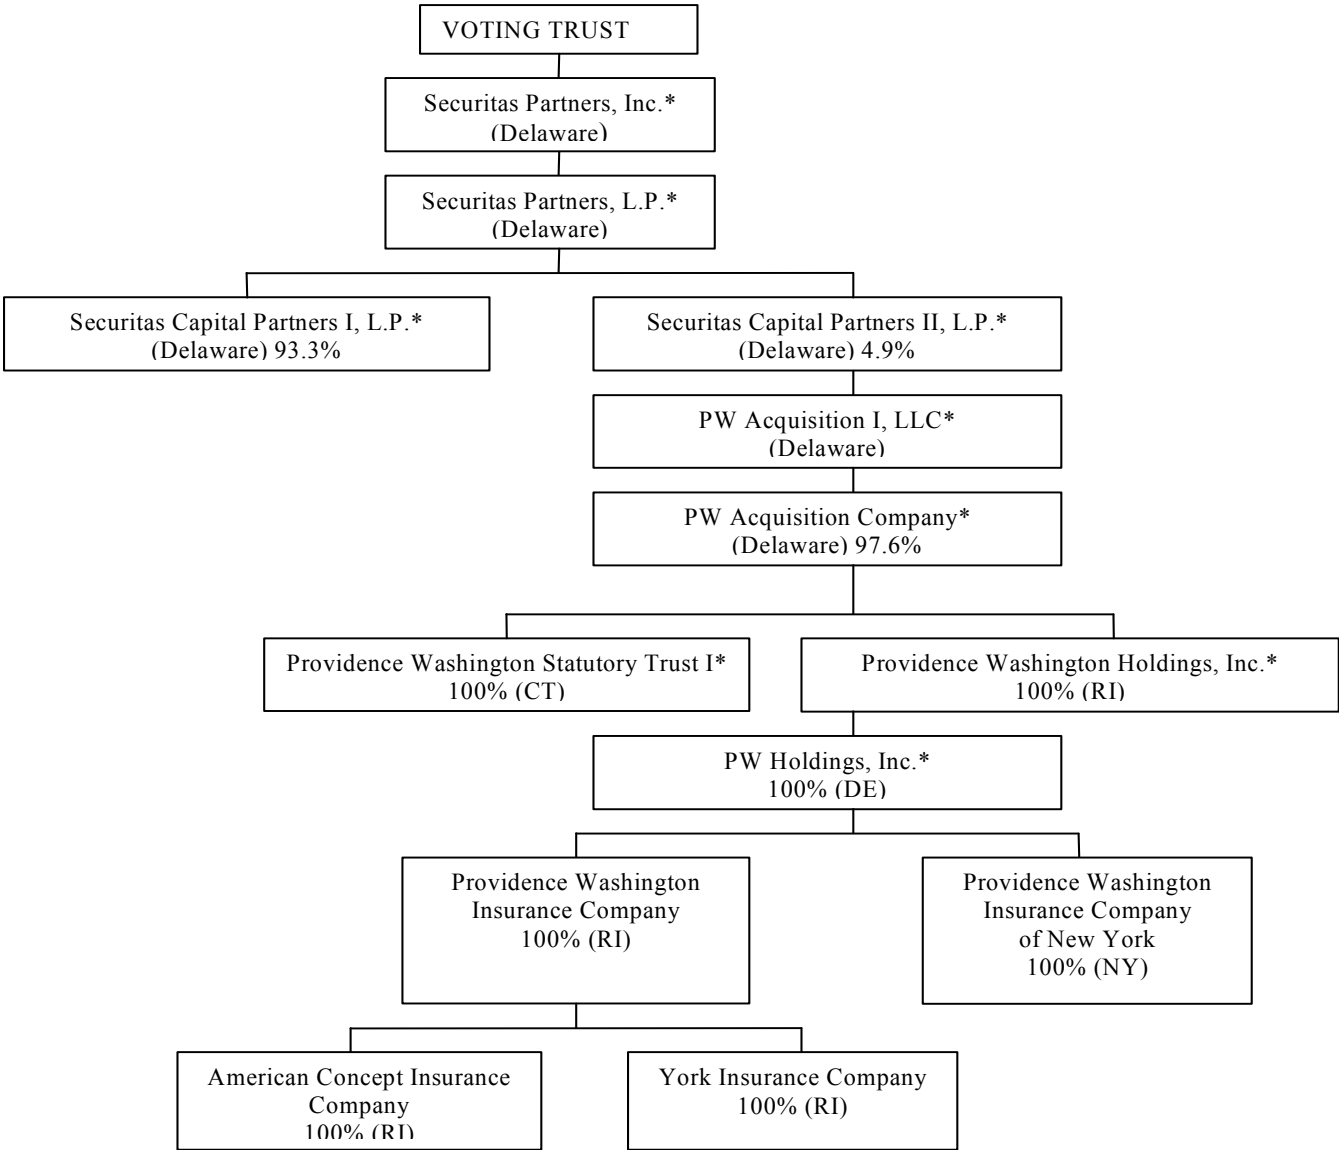 VOTING TRUST
Securitas Partners, Inc.*
(Delaware)
Securitas Partners, L.P.*
(Delaware)
Securitas Capital Partners I, L.P.*
(Delaware) 93.3%
Securitas Capital Partners II, L.P.*
(Delaware) 4.9%
PW Acquisition I, LLC*
(Delaware)
PW Acquisition Company*
(Delaware) 97.6%
Providence Washington Statutory Trust I*
100% (CT)
Providence Washington Holdings, Inc.*
100% (RI)
PW Holdings, Inc.*
100% (DE)
Providence Washington
Insurance Company
100% (RI)
Providence Washington
Insurance Company
of New York
100% (NY)
American Concept Insurance
Company
100% (RI)
York Insurance Company
100% (RI)